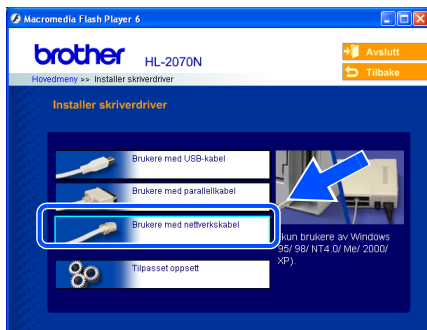 Macromedia Flash Player 6
brother HL-2070N
Avslutt
Tilbake
Hovedmeny >> Installer skriverdriver
Installer skriverdriver
Brukere med USB-kabel
Brukere med parallellkabel
Brukere med nettverkskabel
Tilpasset oppsett
kun brukere av Windows
95/ 98/ NT4.0/ Me/ 2000/
XP).